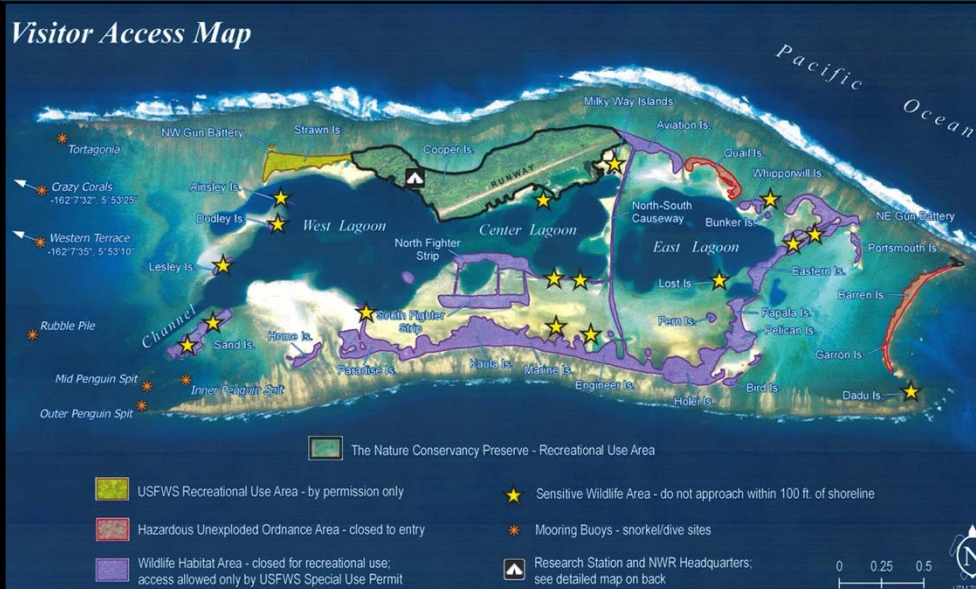 Visitor Access Map
Pacific
Ocean
Milky Way Islands
Aviation Is.
NW Gun Battery
Strawn Is.
Cooper Is.
Quail Is.
Tortagonia
RUNWAY
Whipporwill Is.
Crazy Corals
-162°7'32", 5°53'25"
Ainsley Is.
Dudley Is.
West Lagoon
Center Lagoon
North-South
Causeway
Bunker Is.
NE Gun Battery
Western Terrace
-162°7'35", 5°53'10"
North Fighter
Strip
East Lagoon
Portsmouth Is.
Lesley Is.
Eastern Is.
Lost Is.
Barren Is.
Channel
South Fighter
Strip
Fern Is.
Papala Is.
Pelican Is.
Rubble Pile
Sand Is.
Home Is.
Garron Is.
Paradise Is.
Kaula Is.
Marine Is.
Engineer Is.
Mid Penguin Spit
Inner Penguin Spit
Bird Is.
Holei Is.
Dadu Is.
Outer Penguin Spit
The Nature Conservancy Preserve - Recreational Use Area
USFWS Recreational Use Area - by permission only
Sensitive Wildlife Area - do not approach within 100 ft. of shoreline
Hazardous Unexploded Ordnance Area - closed to entry
Mooring Buoys - snorkel/dive sites
Wildlife Habitat Area - closed for recreational use;
access allowed only by USFWS Special Use Permit
Research Station and NWR Headquarters;
see detailed map on back
N
0 0.25 0.5